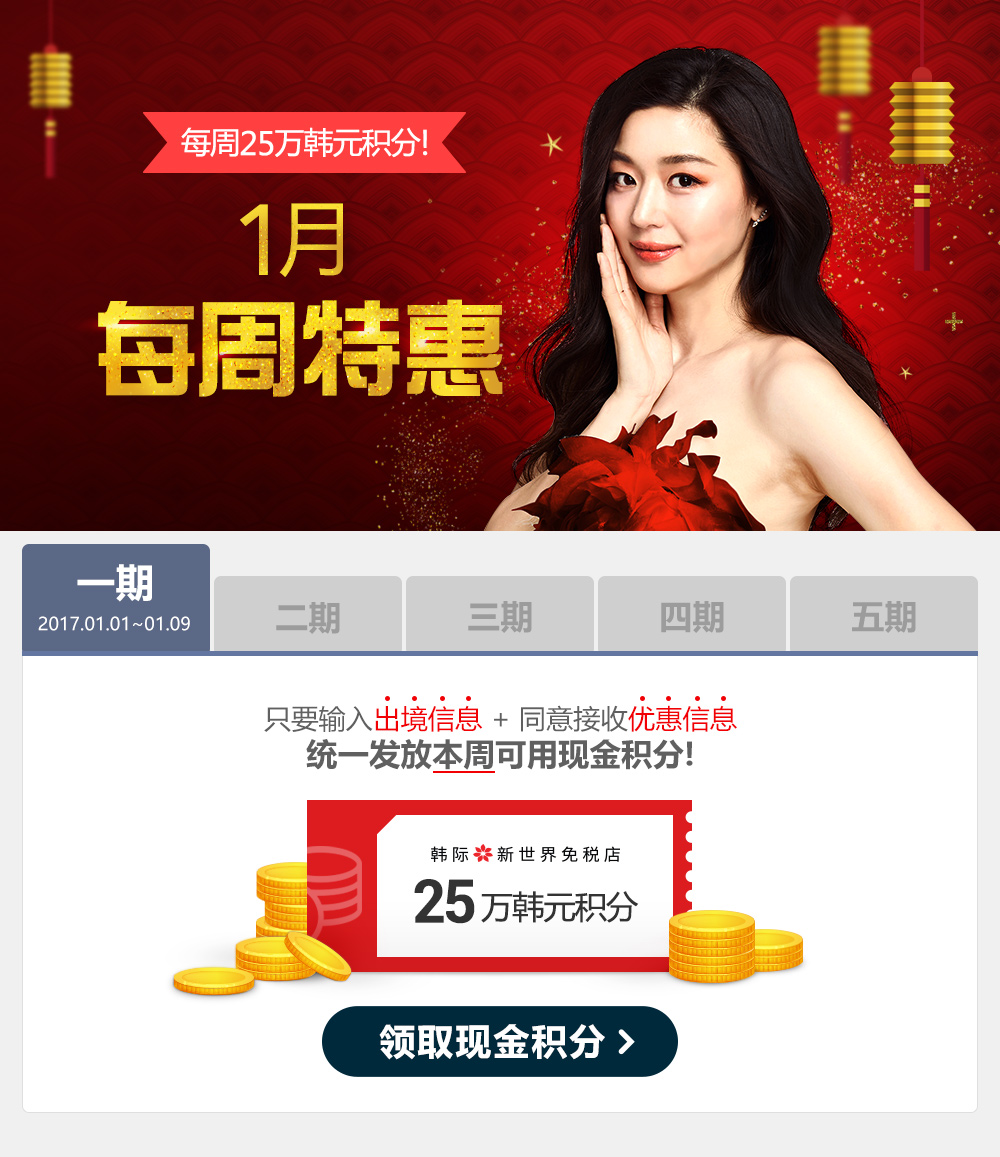 每周25万韩元积分!
1月
每周特惠
一期
2017.01.01~01.09
二期
三期
四期
五期
只要输入出境信息 + 同意接收优惠信息
统一发放本周可用现金积分!
韩际新世界免税店
25万韩元积分
领取现金积分 >